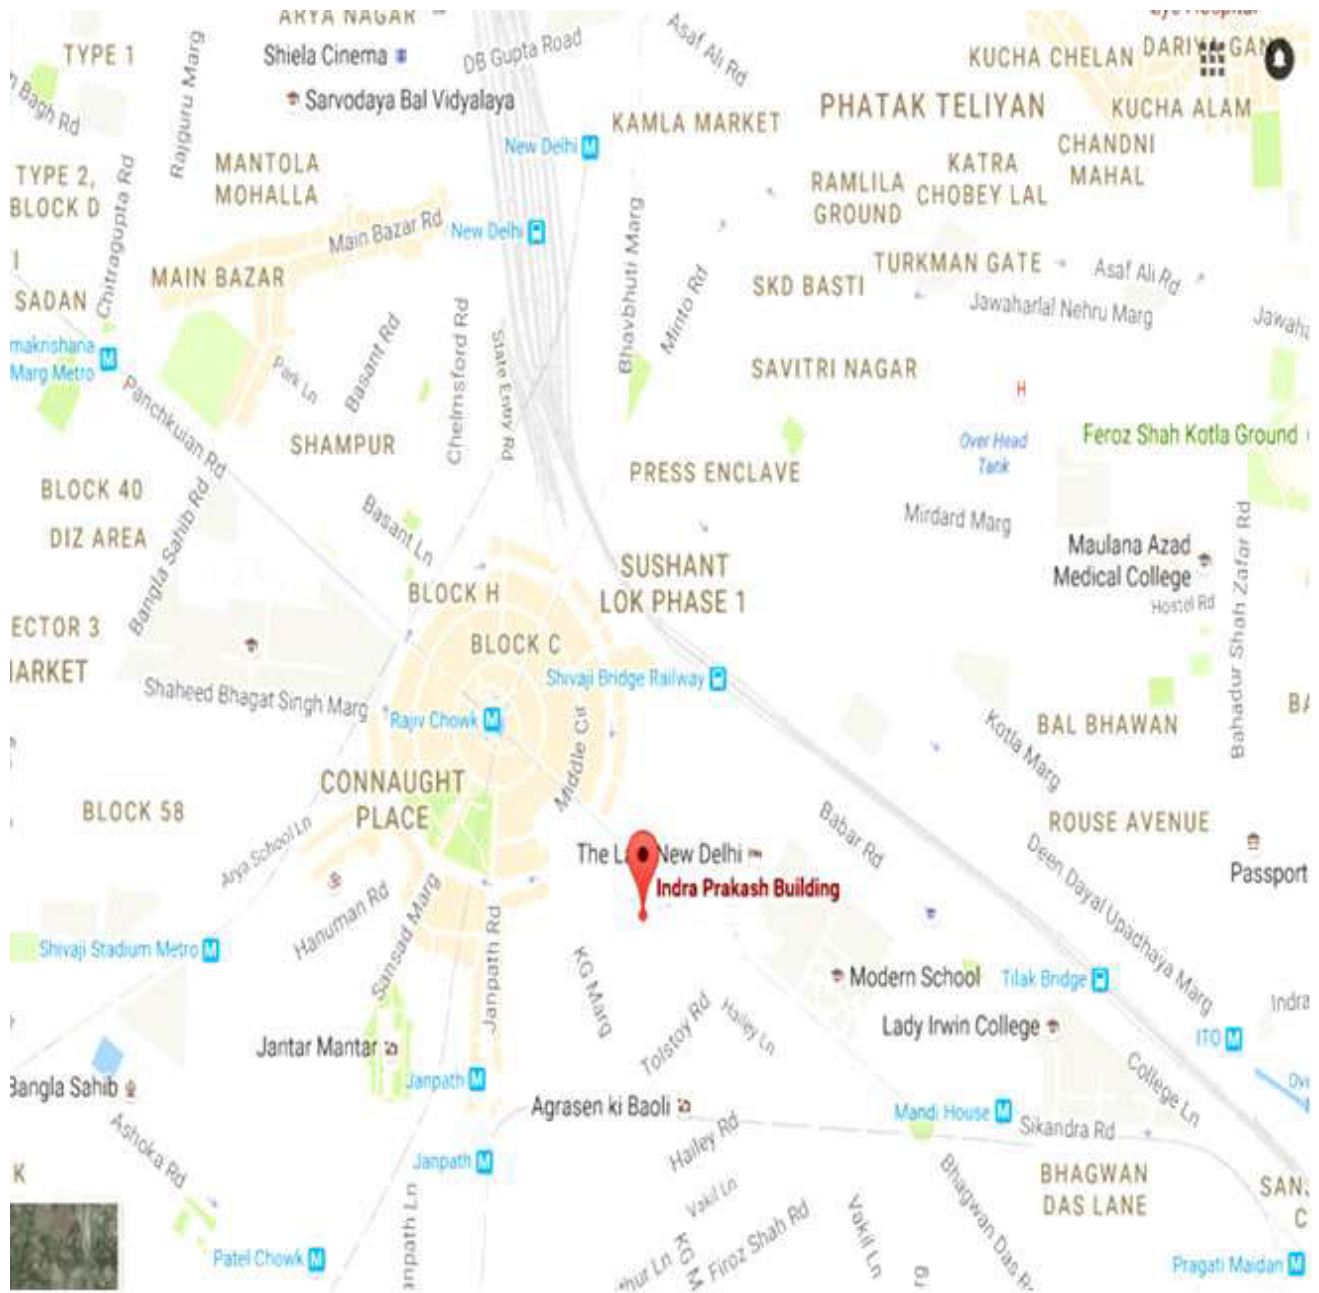 ARYA NAGAR
TYPE 1
Shiela Cinema
DB Gupta Road
Asaf Ali Rd
KUCHA CHELAN
Rajguru Marg
Sarvodaya Bal Vidyalaya
Bagh Rd
KAMLA MARKET
PHATAK TELIYAN
KUCHA ALAM
New Delhi
CHANDNI
MAHAL
MANTOLA
MOHALLA
KATRA
CHOBEY LAL
TYPE 2,
BLOCK D
RAMLILA
GROUND
Chitragupta Rd
Main Bazar Rd
New Delhi
Bhavbhuti Marg
Minto Rd
MAIN BAZAR
SADAN
SKD BASTI
TURKMAN GATE
Asaf Ali Rd
Jawaharlal Nehru Marg
Marg Metro
Park Ln
Basant Rd
Chelmsford Rd
State Entry Rd
SAVITRI NAGAR
Panchkuian Rd
SHAMPUR
PRESS ENCLAVE
H
Over Head
Tank
Feroz Shah Kotla Ground
BLOCK 40
DIZ AREA
Bangla Sahib Rd
Basant Ln
Mirdard Marg
Maulana Azad
Medical College
Hostel Rd
Bahadur Shah Zafar Rd
SUSHANT
LOK PHASE 1
BLOCK H
BLOCK C
Shaheed Bhagat Singh Marg
Shivaji Bridge Railway
Rajiv Chowk
Middle Cir
Kotla Marg
BAL BHAWAN
CONNAUGHT
PLACE
BLOCK 58
Arya School Ln
Babar Rd
ROUSE AVENUE
Deen Dayal Upadhaya Marg
Passport
New Delhi
Indra Prakash Building
Hanuman Rd
Sansad Marg
Janpath Rd
Shivaji Stadium Metro
KG Marg
Modern School
Tilak Bridge
Indra
Tolstoy Rd
Hailey Ln
Lady Irwin College
ITO
Jantar Mantar
Janpath
College Ln
Bangla Sahib
Agrasen ki Baoli
Mandi House
Sikandra Rd
Ashoka Rd
Hailey Rd
Janpath
Bhagwan Das Rd
BHAGWAN
DAS LANE
Vakil Ln
Firoz Shah Rd
Vakil Ln
KG M
Patel Chowk
Pragati Maidan